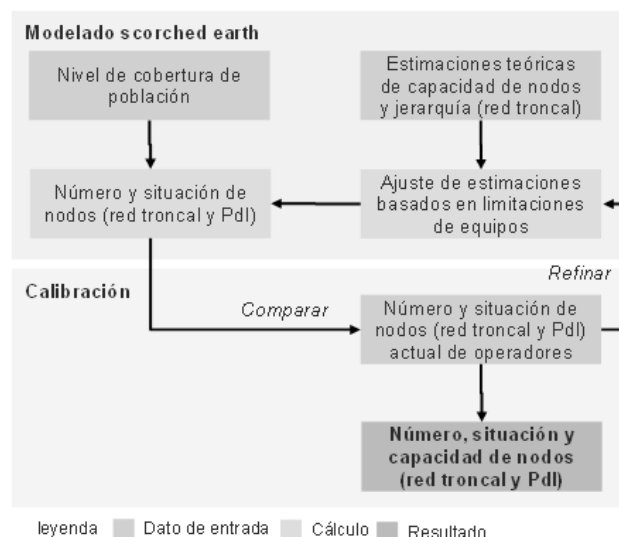 Modelado scorched earth
Nivel de cobertura de
población
Estimaciones teóricas
de capacidad de nodos
y jerarquía (red troncal)
Número y situación de
nodos (red troncal y PdI)
Ajuste de estimaciones
basados en limitaciones
de equipos
Refinar
Calibración
Comparar
Número y situación de
nodos (red troncal y PdI)
actual de operadores
Número, situación y
capacidad de nodos
(red troncal y PdI)
leyenda Dato de entrada Cálculo Resultado